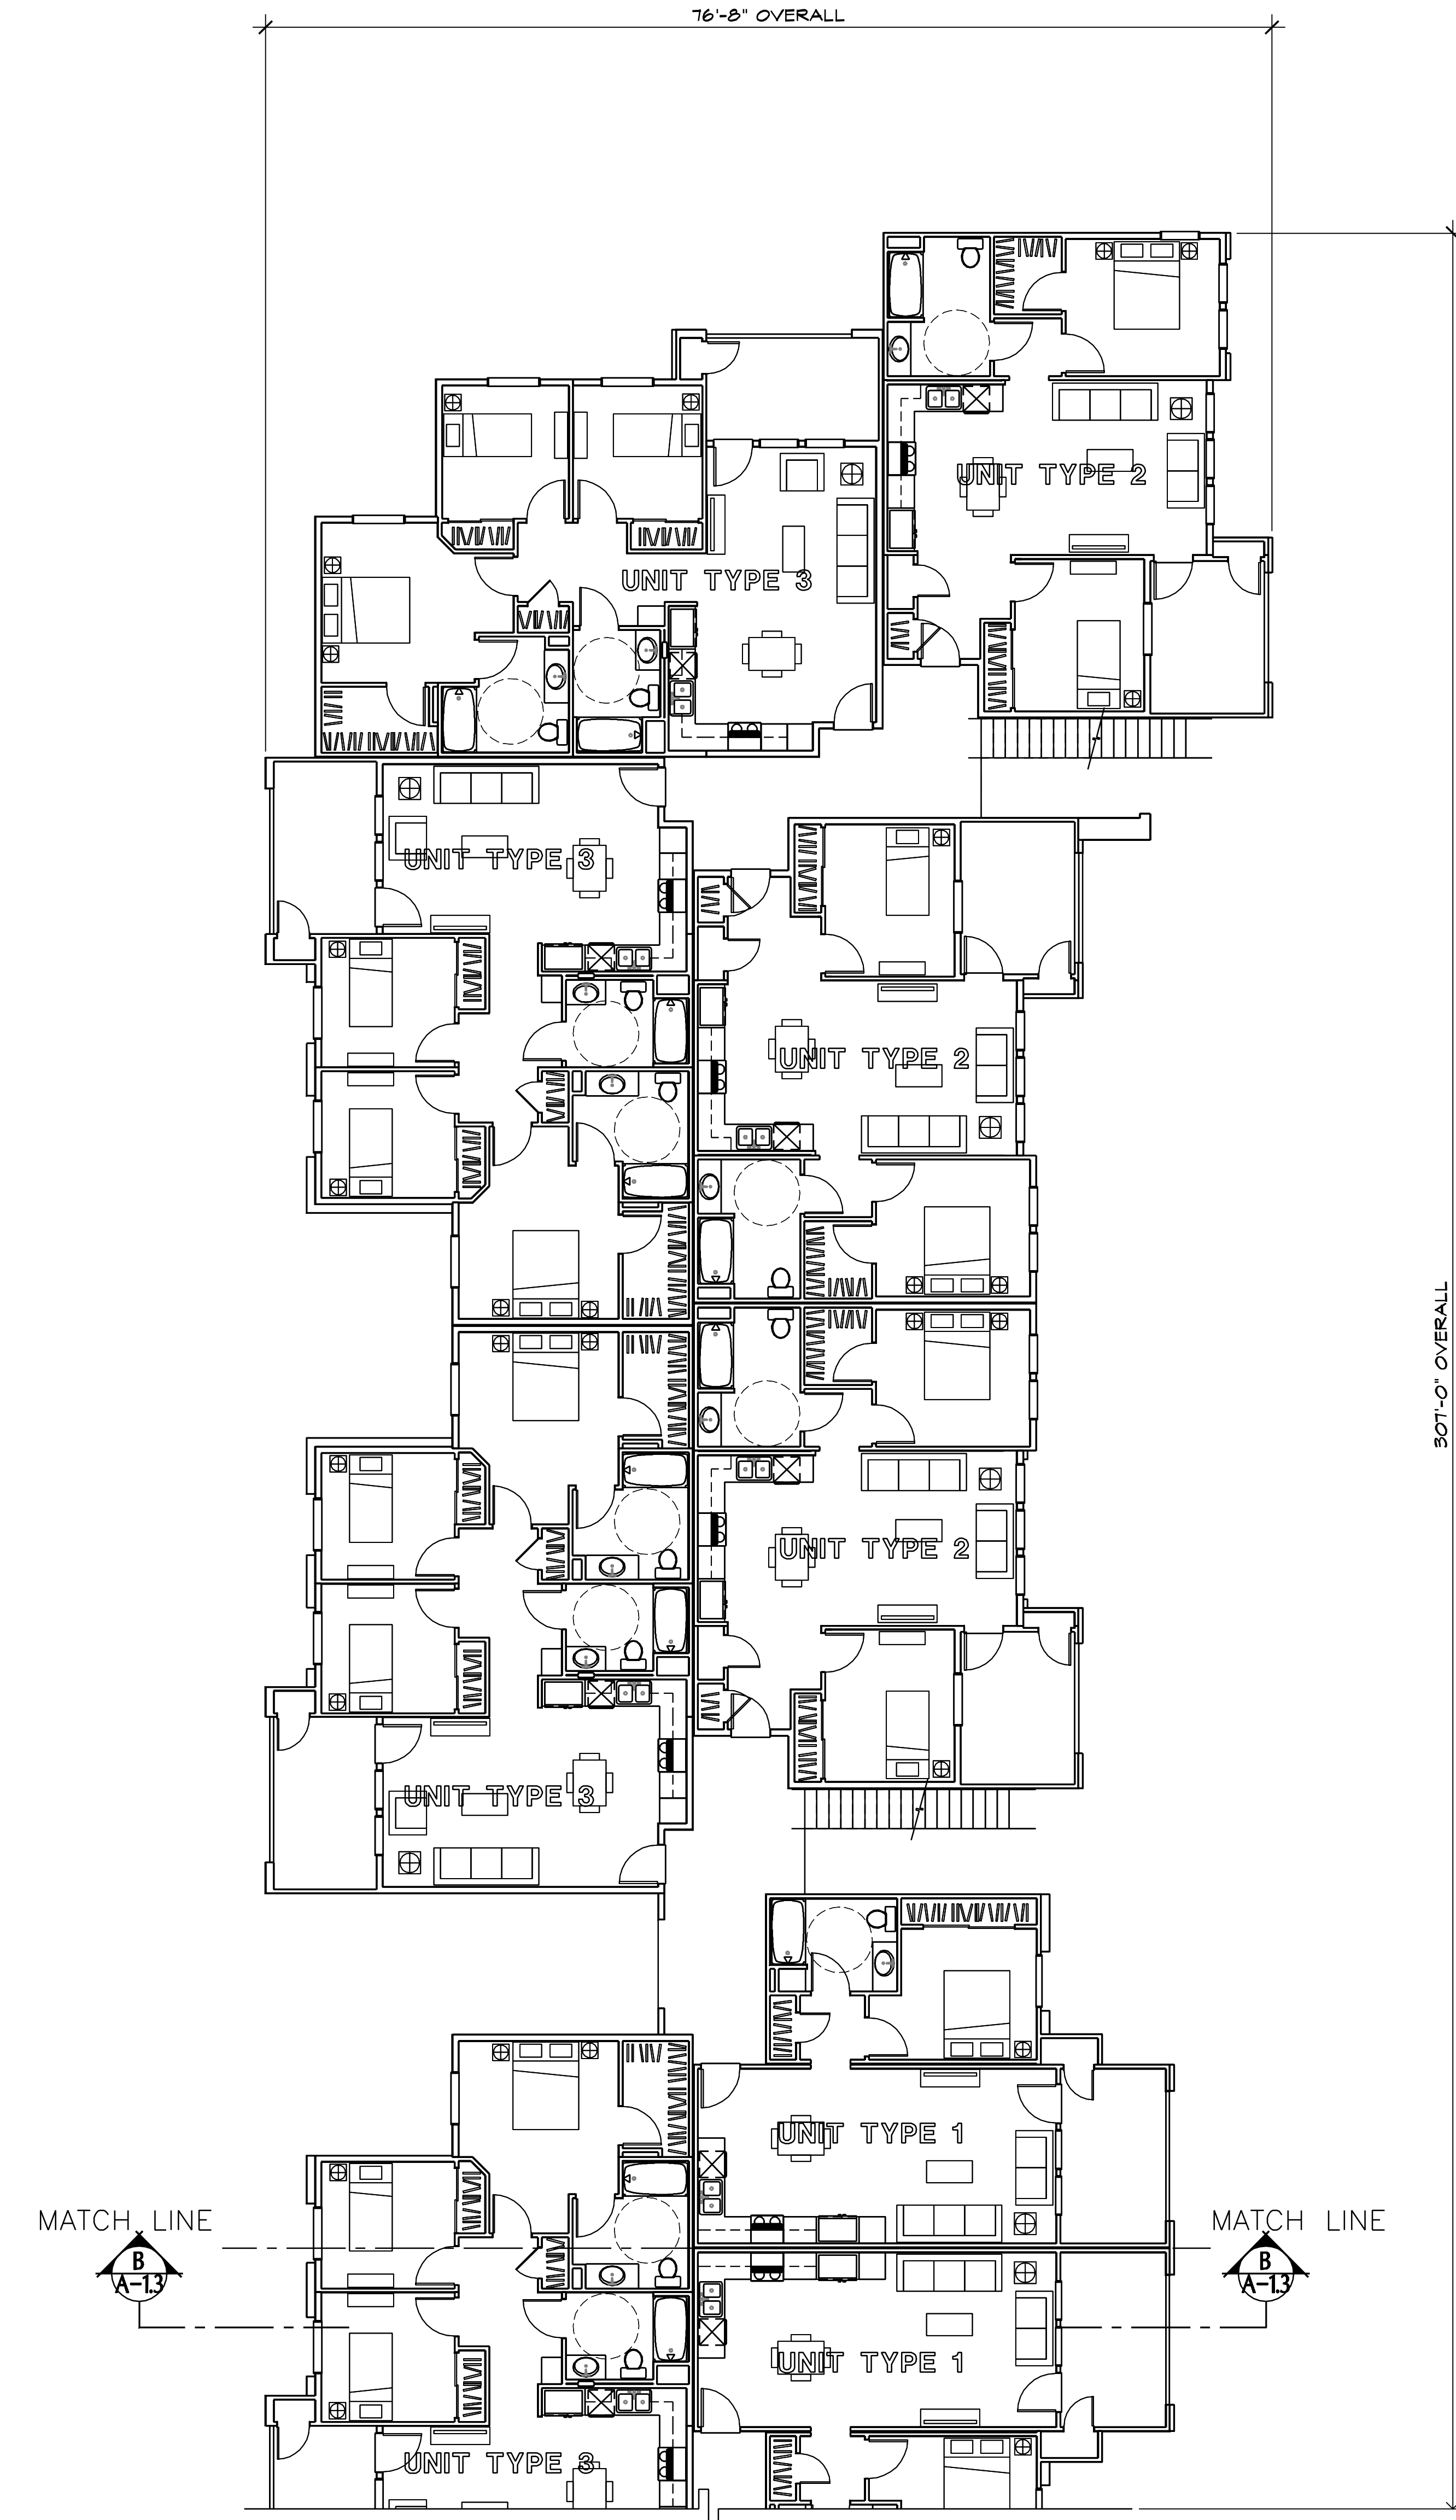 76'-8" OVERALL
UNIT TYPE 2
UNIT TYPE 3
UNIT TYPE 3
UNIT TYPE 2
307'-0" OVERALL
UNIT TYPE 2
UNIT TYPE 3
UNIT TYPE 1
MATCH LINE
B
A-1.3
MATCH LINE
B
A-1.3
UNIT TYPE 1
UNIT TYPE 3